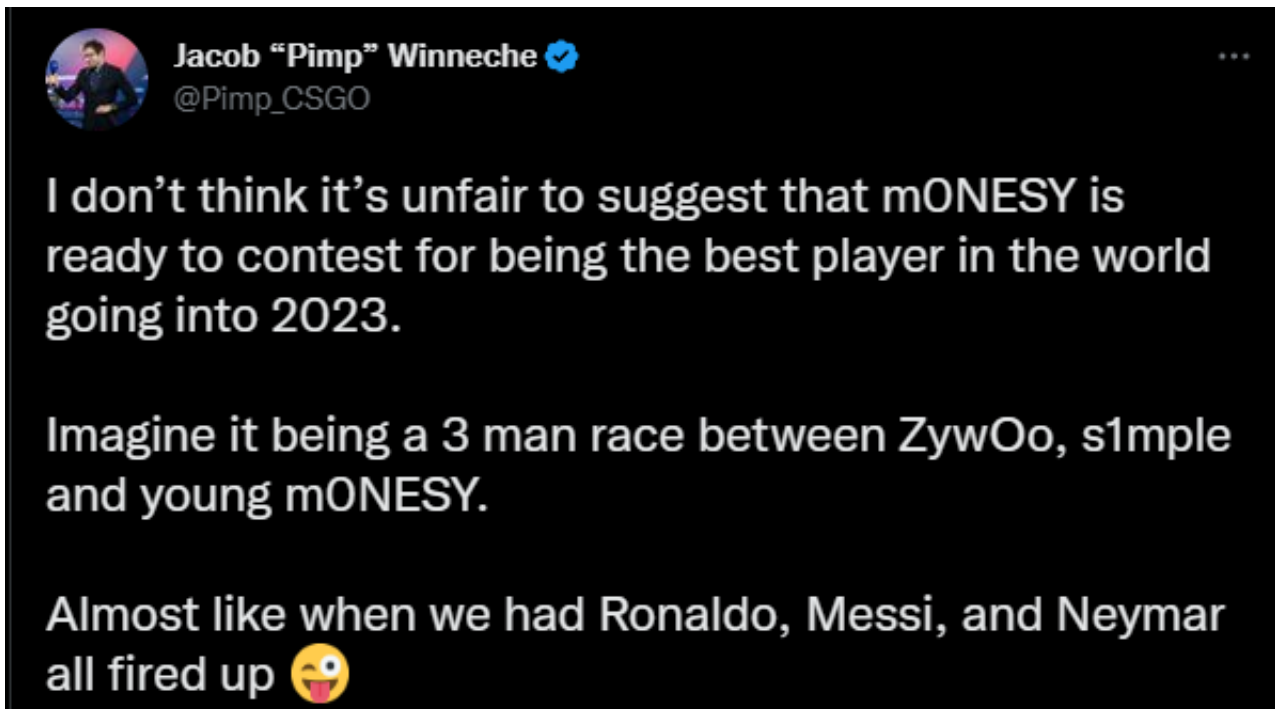 Jacob “Pimp” Winneche
@Pimp_CSGO
I don’t think it’s unfair to suggest that m0NESY is
ready to contest for being the best player in the world
going into 2023.
Imagine it being a 3 man race between ZywOo, s1mple
and young m0NESY.
Almost like when we had Ronaldo, Messi, and Neymar
all fired up 😜